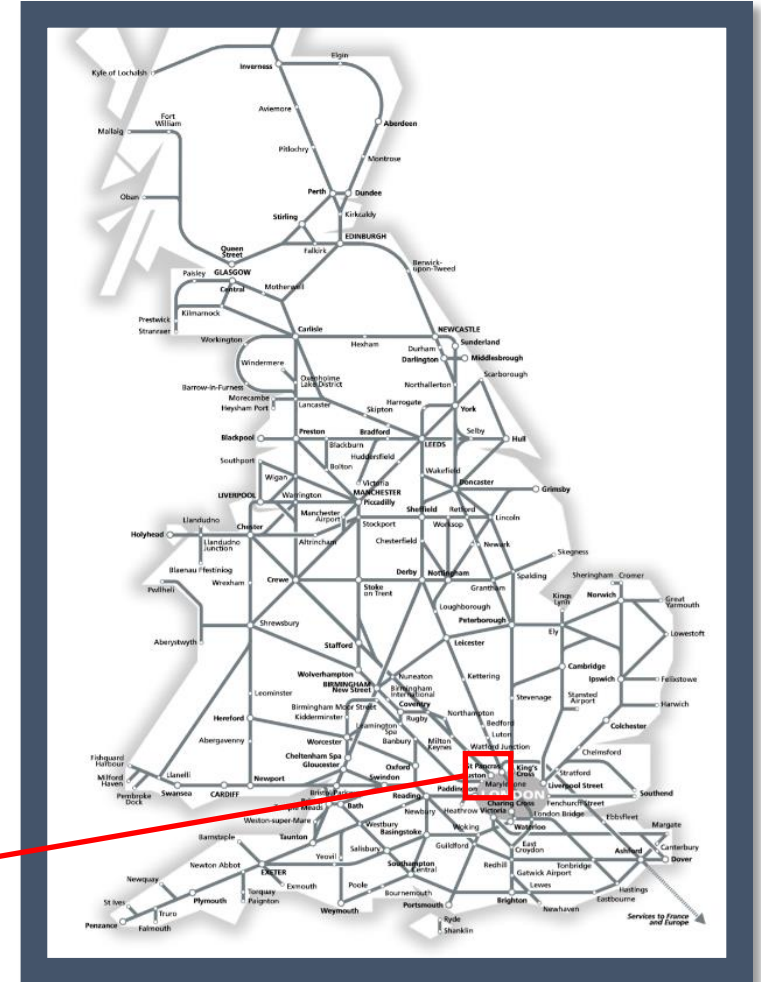 Elgin
Inverness
Kyle of Lochalsh
Aviemore
Fort
William
Aberdeen
Mallaig
Pitlochry
Montrose
Perth
Dundee
Oban
Stirling
Kirkcaldy
EDINBURGH
Queen
Street
Falkirk
Berwick-
upon-Tweed
Paisley
GLASGOW
Central
Motherwell
Kilmarnock
Prestwick
Stranraer
Carlisle
NEWCASTLE
Workington
Hexham
Sunderland
Durham
Darlington
Middlesbrough
Windermere
Scarborough
Oxenholme
Lake District
Northallerton
Barrow-in-Furness
Morecambe
Heysham Port
Lancaster
Harrogate
York
Skipton
Blackpool
Preston
Bradford
Selby
Hull
Blackburn
LEEDS
Huddersfield
Southport
Bolton
Wakefield
Wigan
Victoria
Doncaster
Grimsby
LIVERPOOL
Warrington
MANCHESTER
Piccadilly
Manchester
Airport
Sheffield
Retford
Lincoln
Llandudno
Stockport
Worksop
Holyhead
Chester
Llandudno
Junction
Altrincham
Chesterfield
Newark
Skegness
Blaenau Ffestiniog
Derby
Nottingham
Spalding
Sheringham
Cromer
Pwllheli
Wrexham
Crewe
Stoke
on Trent
Grantham
Kings
Lynn
Norwich
Great
Yarmouth
Loughborough
Shrewsbury
Peterborough
Ely
Lowestoft
Aberystwyth
Stafford
Leicester
Wolverhampton
Nuneaton
Kettering
Cambridge
BIRMINGHAM
New Street
Birmingham
International
Ipswich
Felixstowe
Leominster
Coventry
Stevenage
Stansted
Airport
Harwich
Birmingham Moor Street
Rugby
Northampton
Hereford
Kidderminster
Leamington
Spa
Bedford
Colchester
Abergavenny
Worcester
Banbury
Milton
Keynes
Luton
Watford Junction
Chelmsford
Cheltenham Spa
Gloucester
Oxford
St Pancras
King's
Cross
Stratford
Fishguard
Harbour
Euston
Milford
Haven
Llanelli
Newport
Swindon
Paddington
Marylebone
Liverpool Street
Pembroke
Dock
Swansea
CARDIFF
Bristol
Reading
LONDON
Southend
Meads
Bath
Newbury
Charing Cross
Fenchurch Street
Weston-super-Mare
Heathrow
Victoria
London Bridge
Ebbsfleet
Barnstaple
Westbury
Basingstoke
Woking
Waterloo
Margate
Taunton
Salisbury
Guildford
East
Croydon
Ashford
Canterbury
Yeovil
Southampton
Central
Redhill
Tonbridge
Dover
Newton Abbot
EXETER
Gatwick Airport
Newquay
Exmouth
Poole
Lewes
Hastings
St Ives
Plymouth
Torquay
Paignton
Bournemouth
Eastbourne
Truro
Weymouth
Portsmouth
Brighton
Newhaven
Penzance
Falmouth
Ryde
Shanklin
Services to France
and Europe